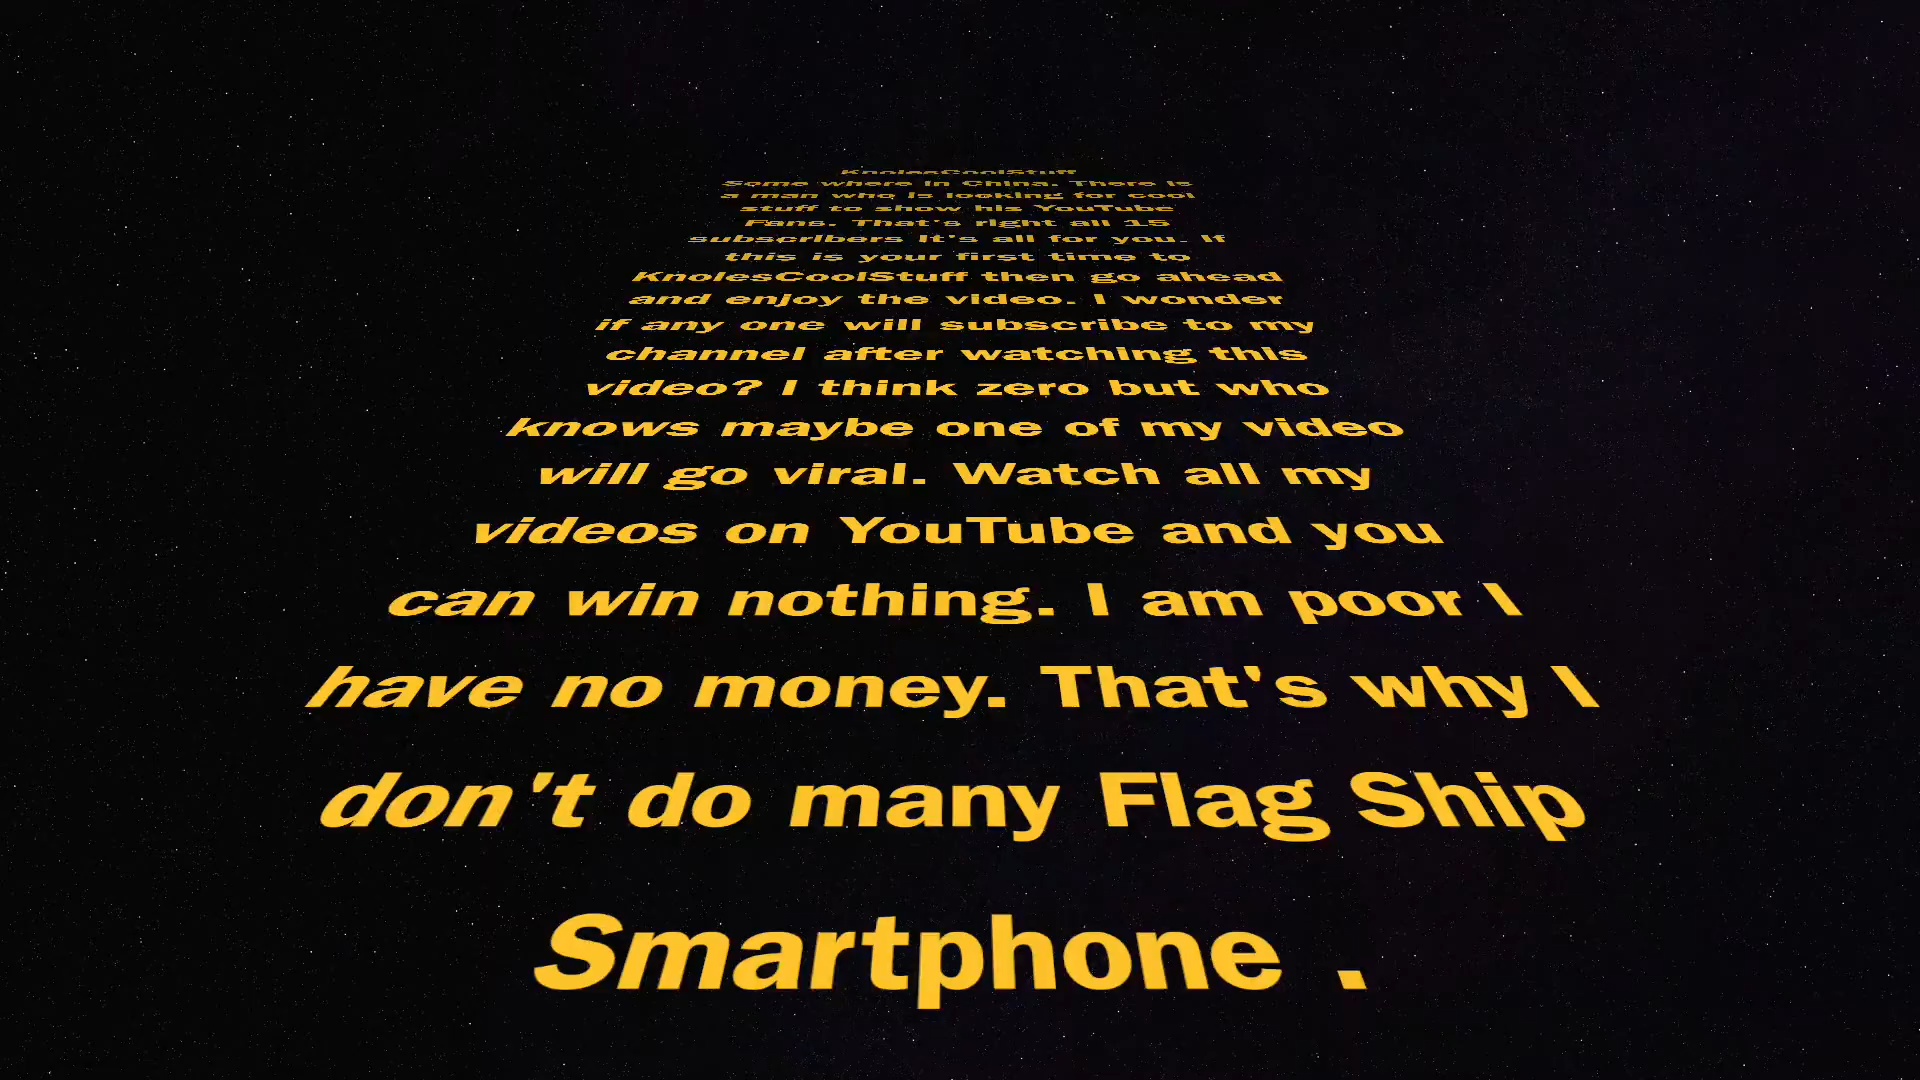 KnolesCoolStuff
Some where in China. There is
a man who is looking for cool
stuff to show his YouTube
Fans. That's right all 15
subscribers it's all for you. If
this is your first time to
KnolesCoolStuff then go ahead
and enjoy the video. I wonder
if any one will subscribe to my
channel after watching this
video? I think zero but who
knows maybe one of my video
will go viral. Watch all my
videos on YouTube and you
can win nothing. I am poor I
have no money. That's why I
don't do many Flag Ship
Smartphone .